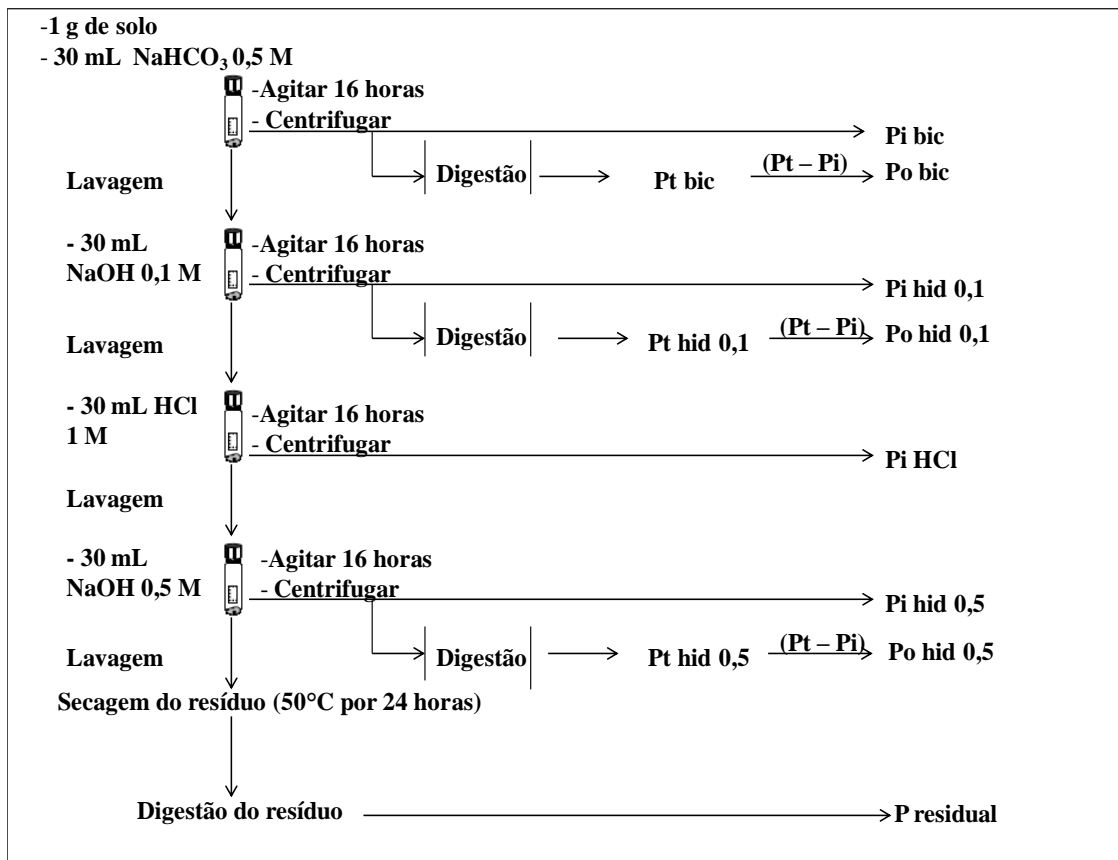 -1 g de solo
- 30 mL NaHCO₃ 0,5 M
-Agitar 16 horas
- Centrifugar
Pi bic
Lavagem
Digestão
Pt bic
(Pt – Pi)
Po bic
- 30 mL
NaOH 0,1 M
-Agitar 16 horas
- Centrifugar
Pi hid 0,1
Lavagem
Digestão
Pt hid 0,1
(Pt – Pi)
Po hid 0,1
- 30 mL HCl
1 M
-Agitar 16 horas
- Centrifugar
Pi HCl
Lavagem
- 30 mL
NaOH 0,5 M
-Agitar 16 horas
- Centrifugar
Pi hid 0,5
Lavagem
Digestão
Pt hid 0,5
(Pt – Pi)
Po hid 0,5
Secagem do resíduo (50°C por 24 horas)
Digestão do resíduo
P residual